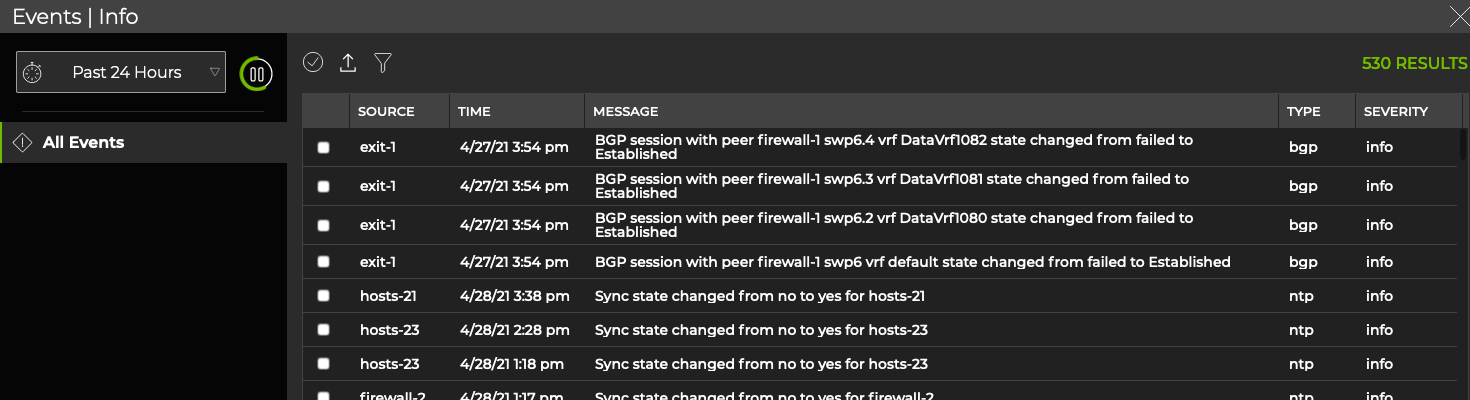 Events | Info
Past 24 Hours
530 RESULTS
All Events
SOURCE TIME MESSAGE TYPE SEVERITY
exit-1 4/27/21 3:54 pm BGP session with peer firewall-1 swp6.4 vrf DataVrf1082 state changed from failed to bgp info
Established
exit-1 4/27/21 3:54 pm BGP session with peer firewall-1 swp6.3 vrf DataVrf1081 state changed from failed to bgp info
Established
exit-1 4/27/21 3:54 pm BGP session with peer firewall-1 swp6.2 vrf DataVrf1080 state changed from failed to bgp info
Established
exit-1 4/27/21 3:54 pm BGP session with peer firewall-1 swp6 vrf default state changed from failed to Established bgp info
hosts-21 4/28/21 3:38 pm Sync state changed from no to yes for hosts-21 ntp info
hosts-23 4/28/21 2:28 pm Sync state changed from no to yes for hosts-23 ntp info
hosts-23 4/28/21 1:18 pm Sync state changed from no to yes for hosts-23 ntp info
firewall-2 4/28/21 1:17 pm Sync state changed from no to yes for firewall-2 ntp info